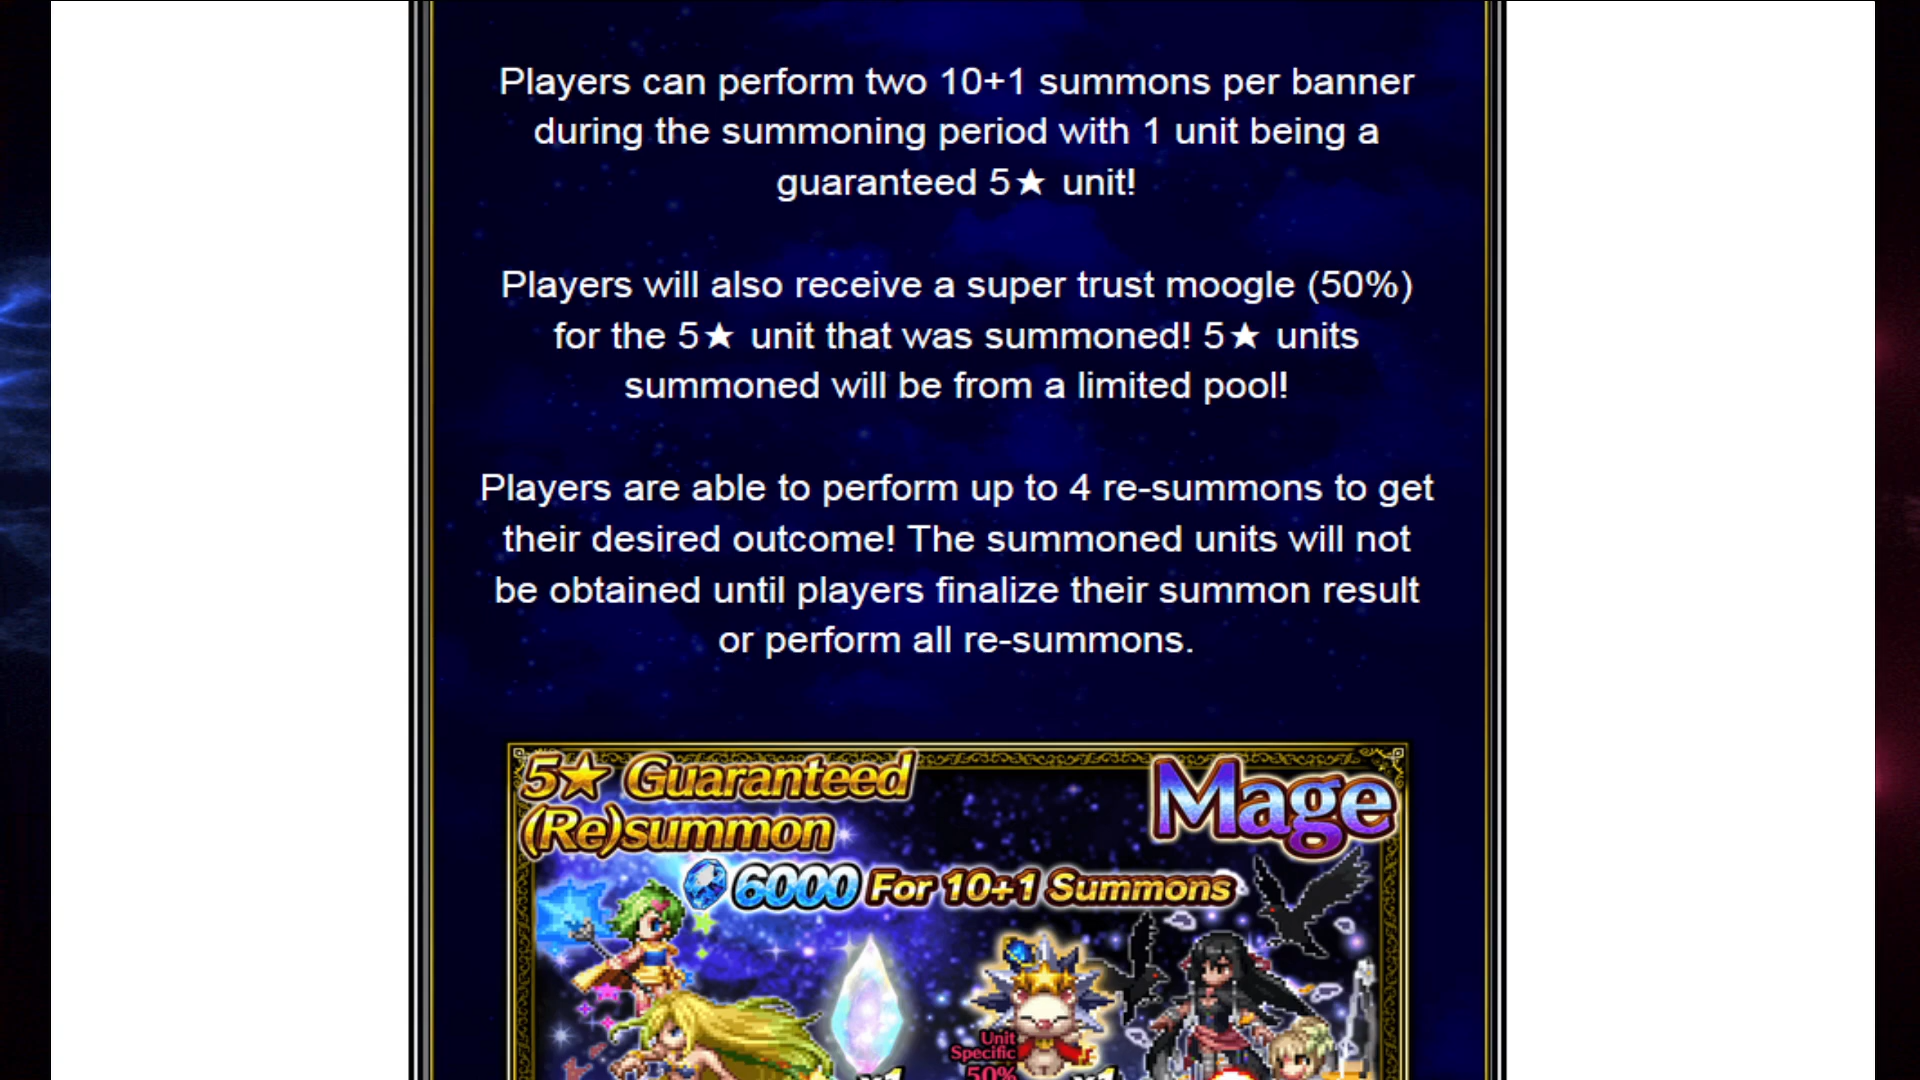 Players can perform two 10+1 summons per banner
during the summoning period with 1 unit being a
guaranteed 5★ unit!
Players will also receive a super trust moogle (50%)
for the 5★ unit that was summoned! 5★ units
summoned will be from a limited pool!
Players are able to perform up to 4 re-summons to get
their desired outcome! The summoned units will not
be obtained until players finalize their summon result
or perform all re-summons.
5★ Guaranteed
(Re)summon
Mage
6000 For 10+1 Summons
Unit
Specific
50%
x1
x1